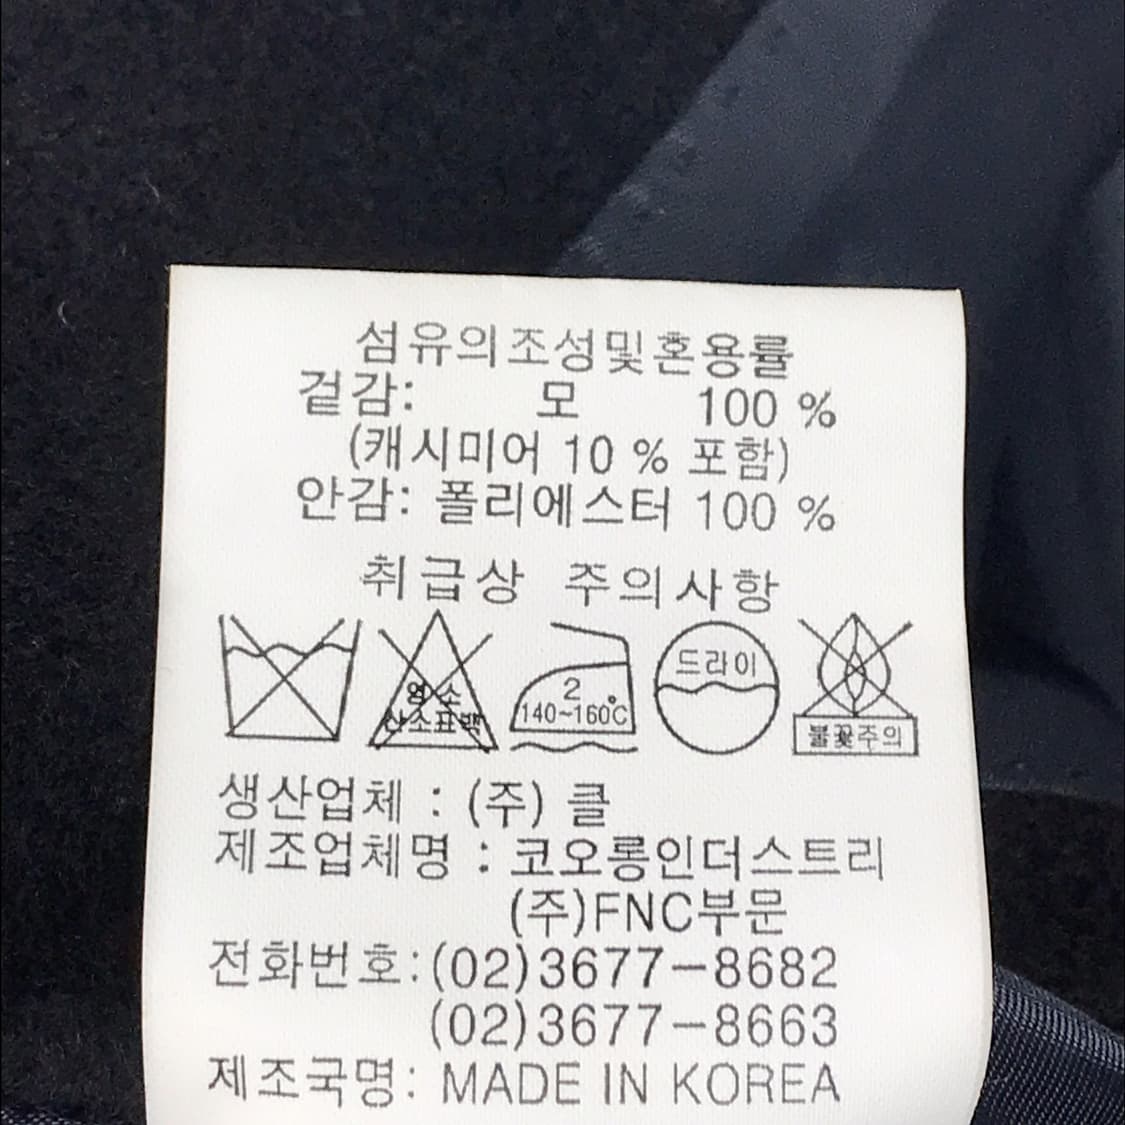 섬유의조성및혼용률
겉감: 모 100 %
(캐시미어 10 % 포함)
안감: 폴리에스터 100 %
취급상 주의사항
염소
산소표백
2
140~160℃
드라이
불꽃주의
생산업체 : (주) 클
제조업체명 : 코오롱인더스트리
(주)FNC부문
전화번호:(02)3677-8682
(02)3677-8663
제조국명: MADE IN KOREA